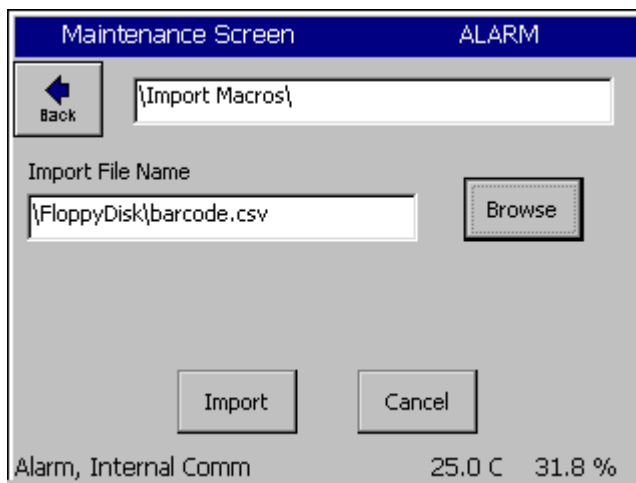 Maintenance Screen ALARM
Back
\Import Macros\
Import File Name
\FloppyDisk\barcode.csv
Browse
Import Cancel
Alarm, Internal Comm 25.0 C 31.8 %